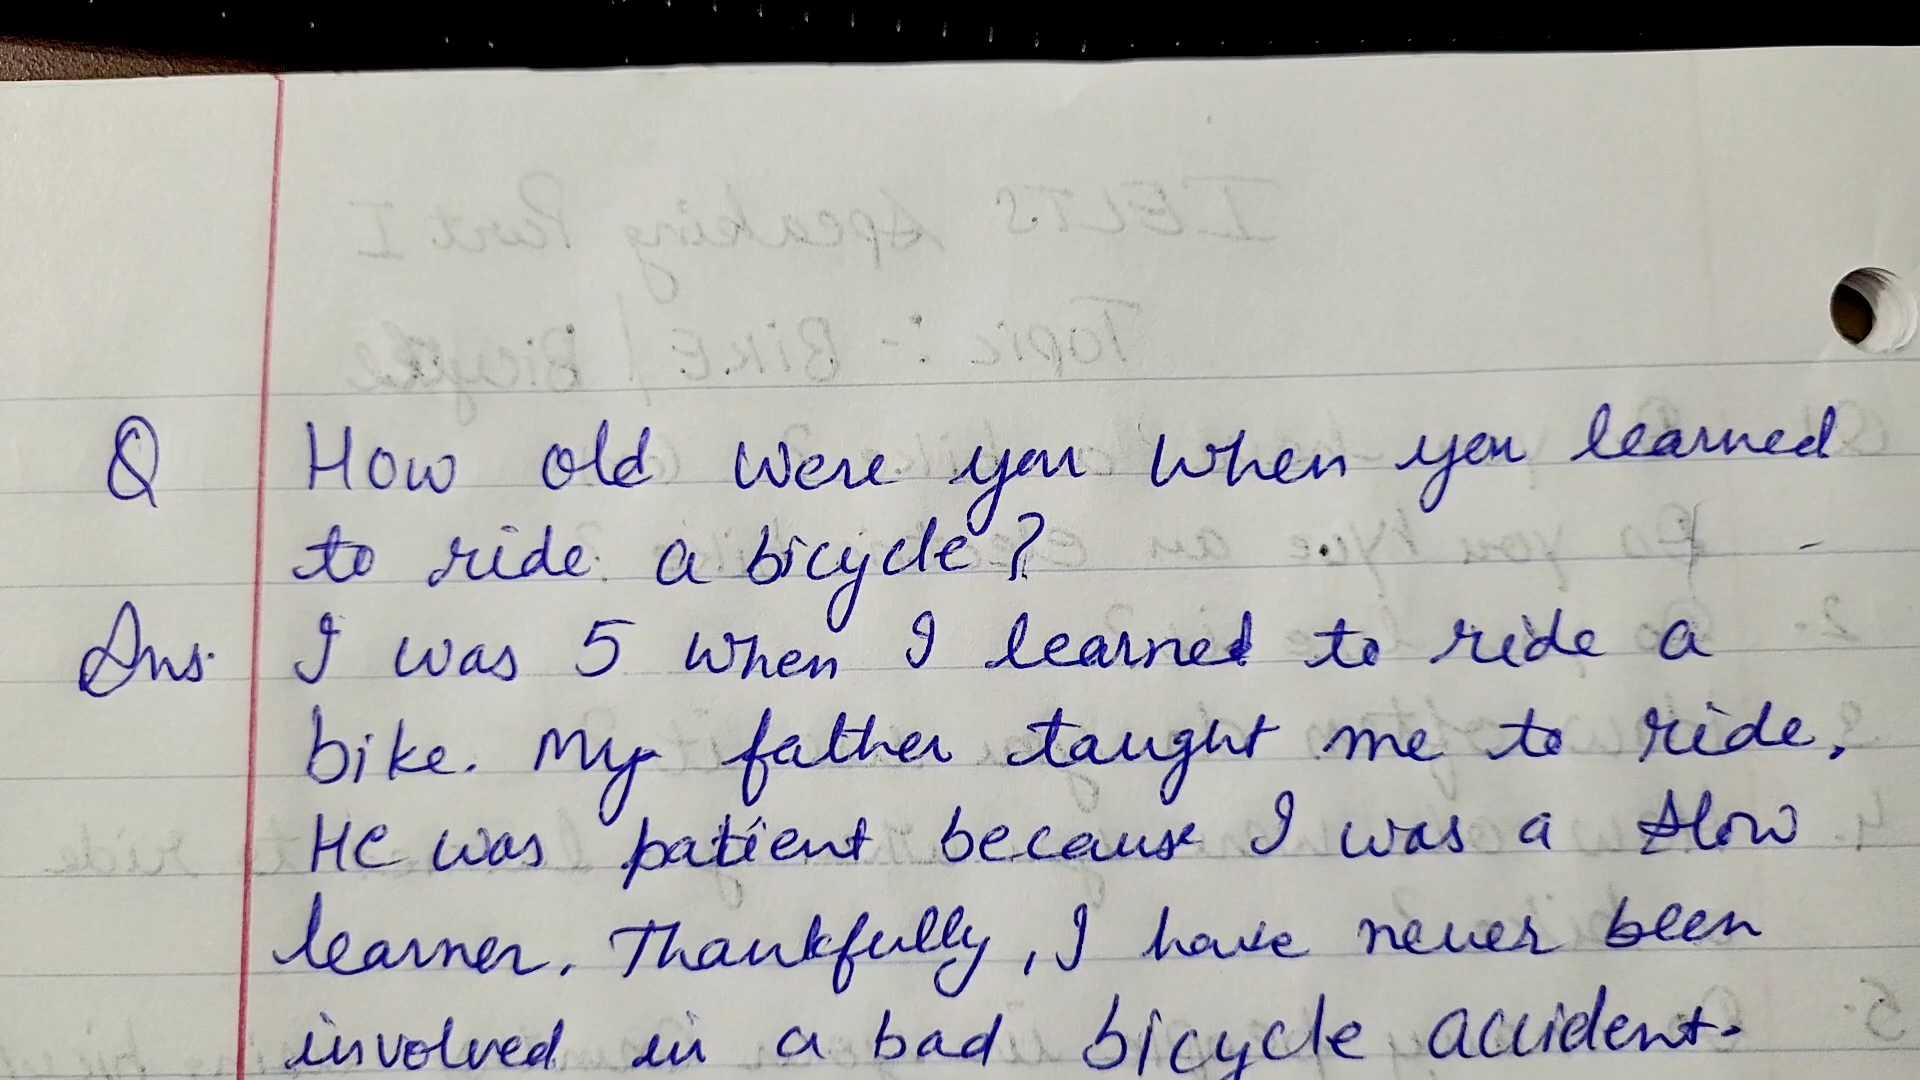 Q How old were you when you learned
to ride a bicycle?
Ans. I was 5 when I learned to ride a
bike. My father taught me to ride.
He was patient because I was a slow
learner. Thankfully, I have never been
involved in a bad bicycle accident.